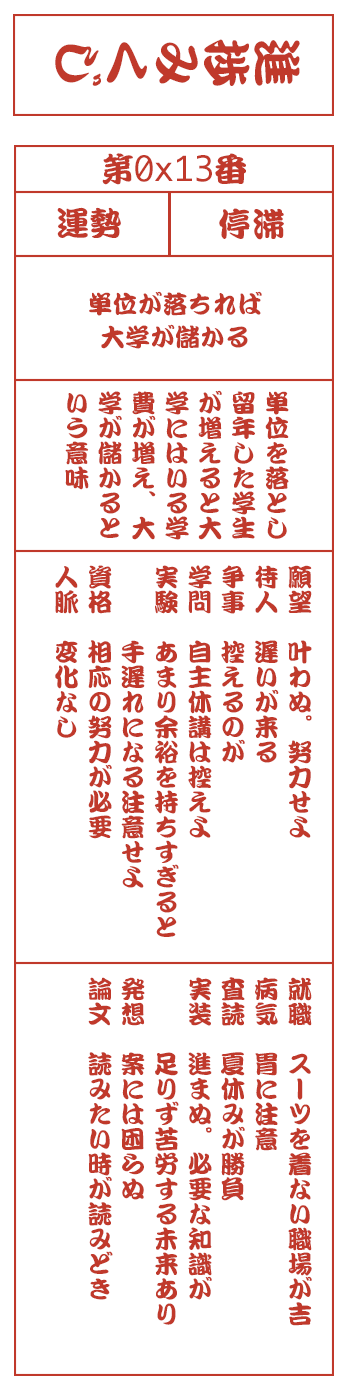 進捗みくじ
第0x13番
運勢
停滞
単位が落ちれば
大学が儲かる
単位を落とし
留年した学生
が増えると大
学にはいる学
費が増え、大
学が儲かると
いう意味
願望 叶わぬ。努力せよ
待人 遅いが来る
争事 控えるのが
学問 自主休講は控えよ
実験 あまり余裕を持ちすぎると
手遅れになる注意せよ
資格 相応の努力が必要
人脈 変化なし
就職 スーツを着ない職場が吉
病気 胃に注意
査読 夏休みが勝負
実装 進まぬ。必要な知識が
足りず苦労する未来あり
発想 案には困らぬ
論文 読みたい時が読みどき